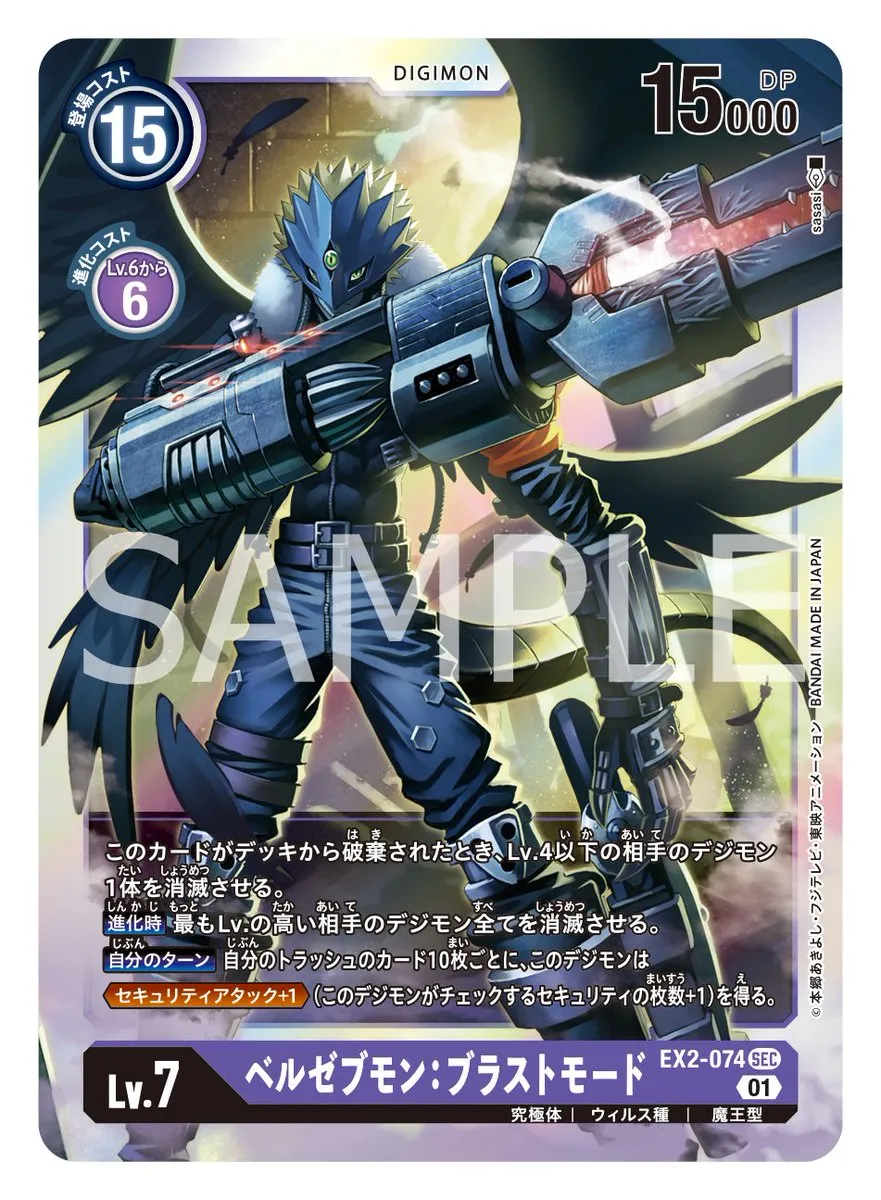 DIGIMON
登場コスト
15
DP
15000
進化コスト
Lv.6から
6
sasasi
SAMPLE
このカードがデッキから破棄されたとき、Lv.4以下の相手のデジモン
1体を消滅させる。
進化時 最もLv.の高い相手のデジモン全てを消滅させる。
自分のターン 自分のトラッシュのカード10枚ごとに、このデジモンは
セキュリティアタック+1 (このデジモンがチェックするセキュリティの枚数+1)を得る。
©本郷あきよし・フジテレビ・東映アニメーション BANDAI MADE IN JAPAN
Lv.7
ベルゼブモン：ブラストモード
EX2-074 SEC
01
究極体 | ウィルス種 | 魔王型